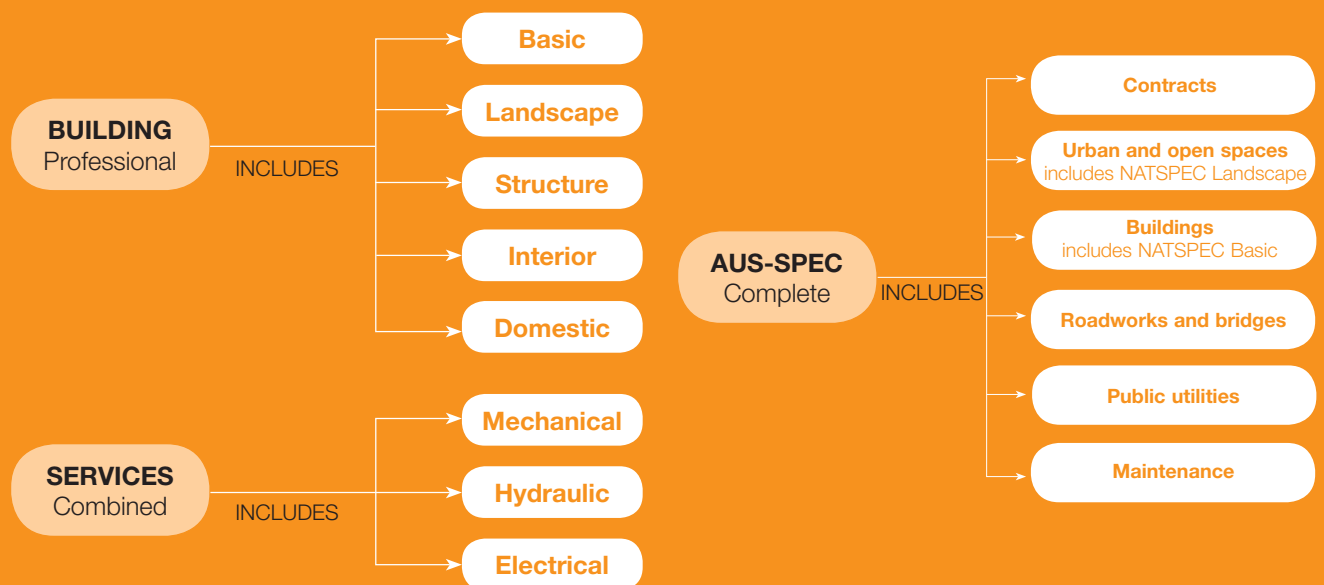 BUILDING
Professional
INCLUDES
Basic
Landscape
Structure
Interior
Domestic
SERVICES
Combined
INCLUDES
Mechanical
Hydraulic
Electrical
AUS-SPEC
Complete
INCLUDES
Contracts
Urban and open spaces
includes NATSPEC Landscape
Buildings
includes NATSPEC Basic
Roadworks and bridges
Public utilities
Maintenance